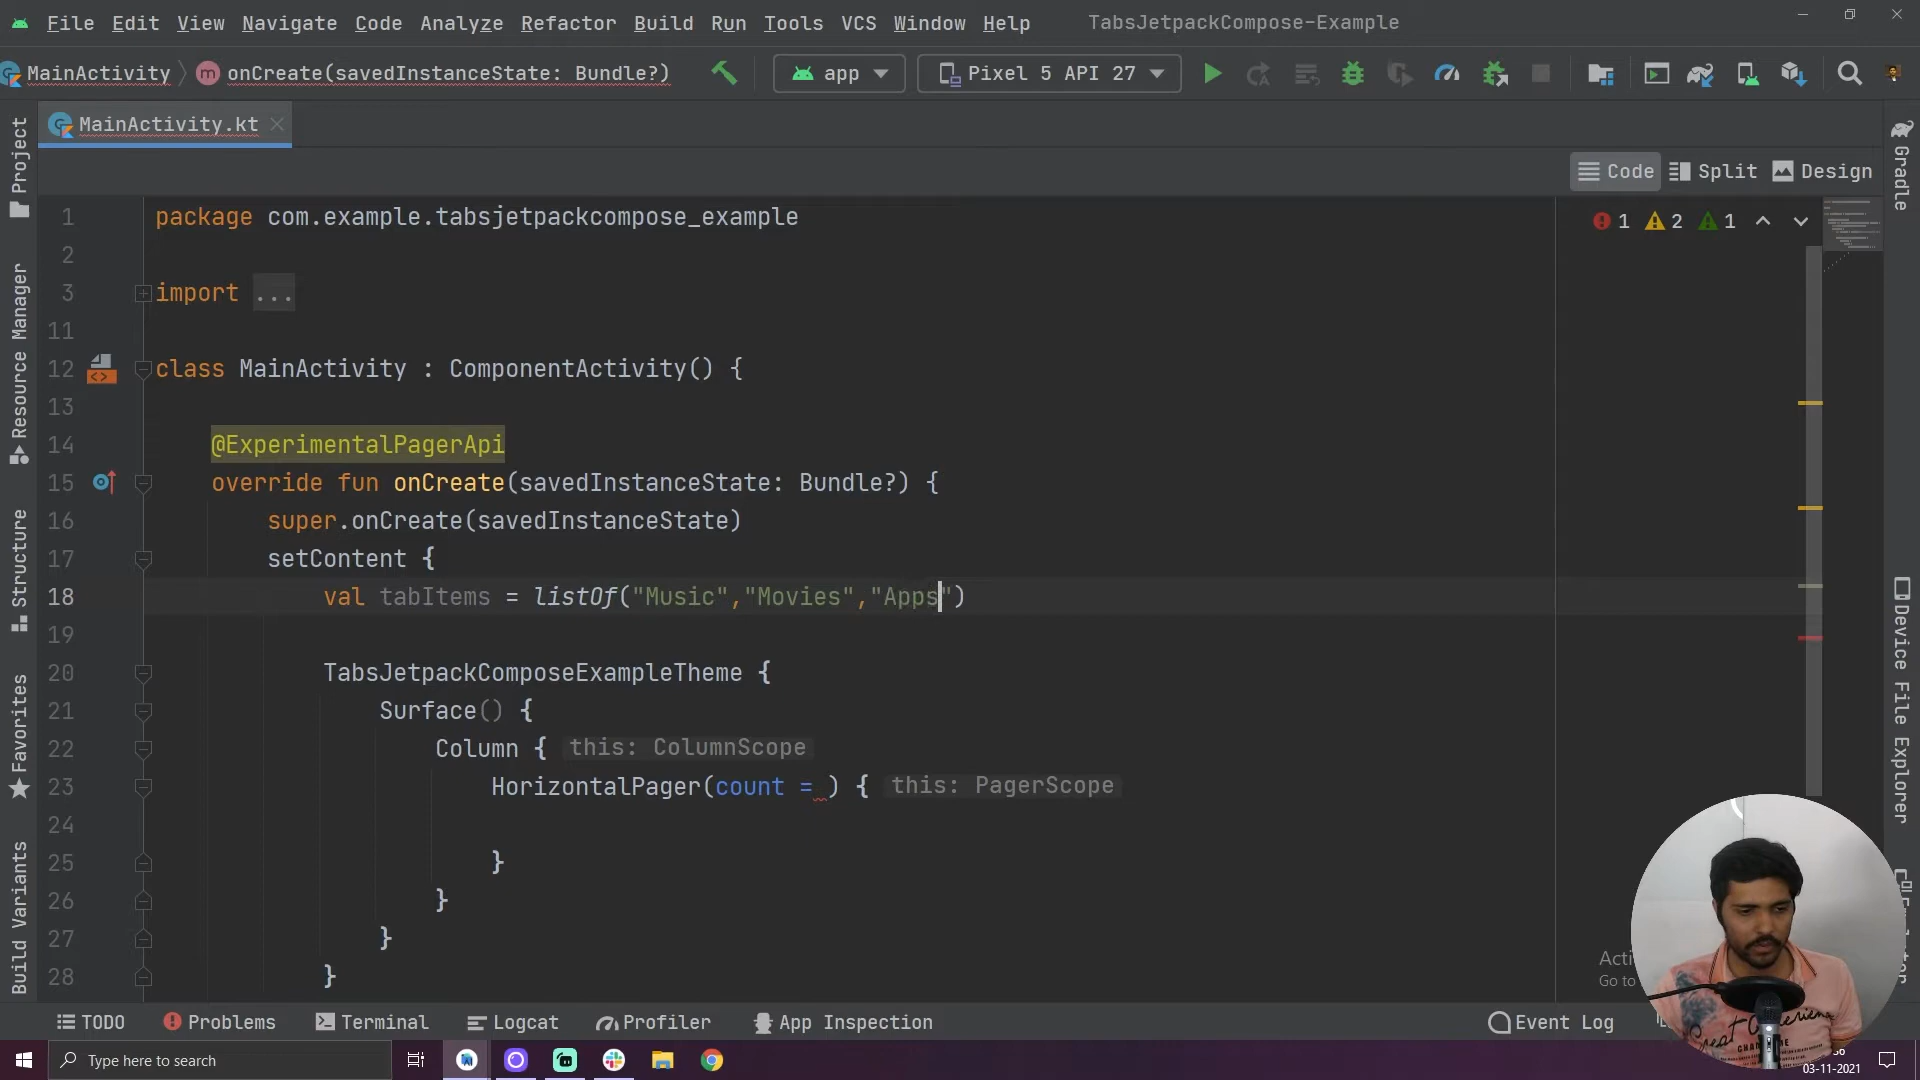 File Edit View Navigate Code Analyze Refactor Build Run Tools VCS Window Help TabsJetpackCompose-Example
MainActivity onCreate(savedInstanceState: Bundle?) app Pixel 5 API 27
MainActivity.kt
Code Split Design
Project
Resource Manager
Structure
Favorites
Build Variants
Gradle
Device File Explorer
1 2 1
1 package com.example.tabsjetpackcompose_example
2
3 import ...
11
12 class MainActivity : ComponentActivity() {
13
14 @ExperimentalPagerApi
15 override fun onCreate(savedInstanceState: Bundle?) {
16 super.onCreate(savedInstanceState)
17 setContent {
18 val tabItems = listOf("Music","Movies","Apps")
19
20 TabsJetpackComposeExampleTheme {
21 Surface() {
22 Column { this: ColumnScope
23 HorizontalPager(count = ) { this: PagerScope
24
25 }
26 }
27 }
28 }
Go to
TODO Problems Terminal Logcat Profiler App Inspection Event Log
Type here to search
03-11-2021